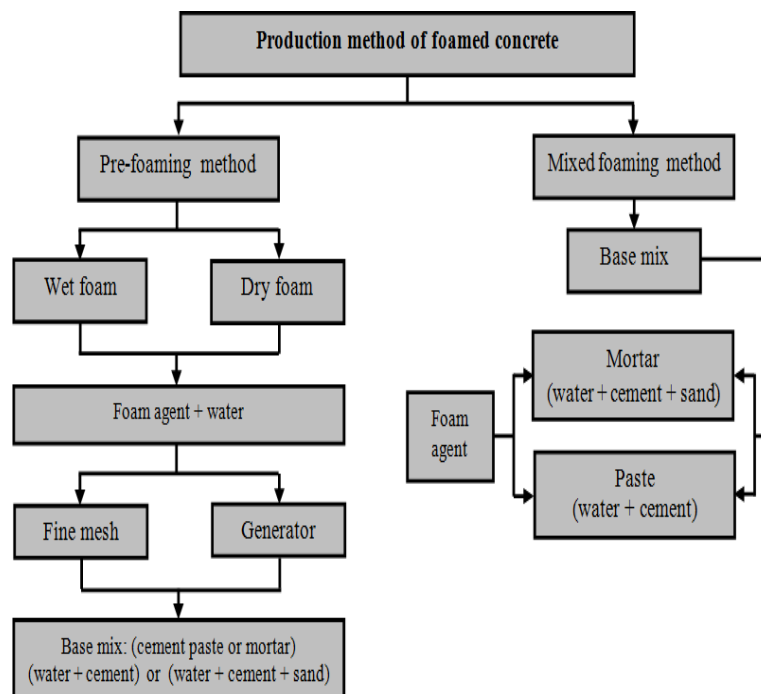 Production method of foamed concrete
Pre-foaming method
Mixed foaming method
Base mix
Wet foam
Dry foam
Mortar
(water + cement + sand)
Foam agent + water
Foam
agent
Paste
(water + cement)
Fine mesh
Generator
Base mix: (cement paste or mortar)
(water + cement) or (water + cement + sand)